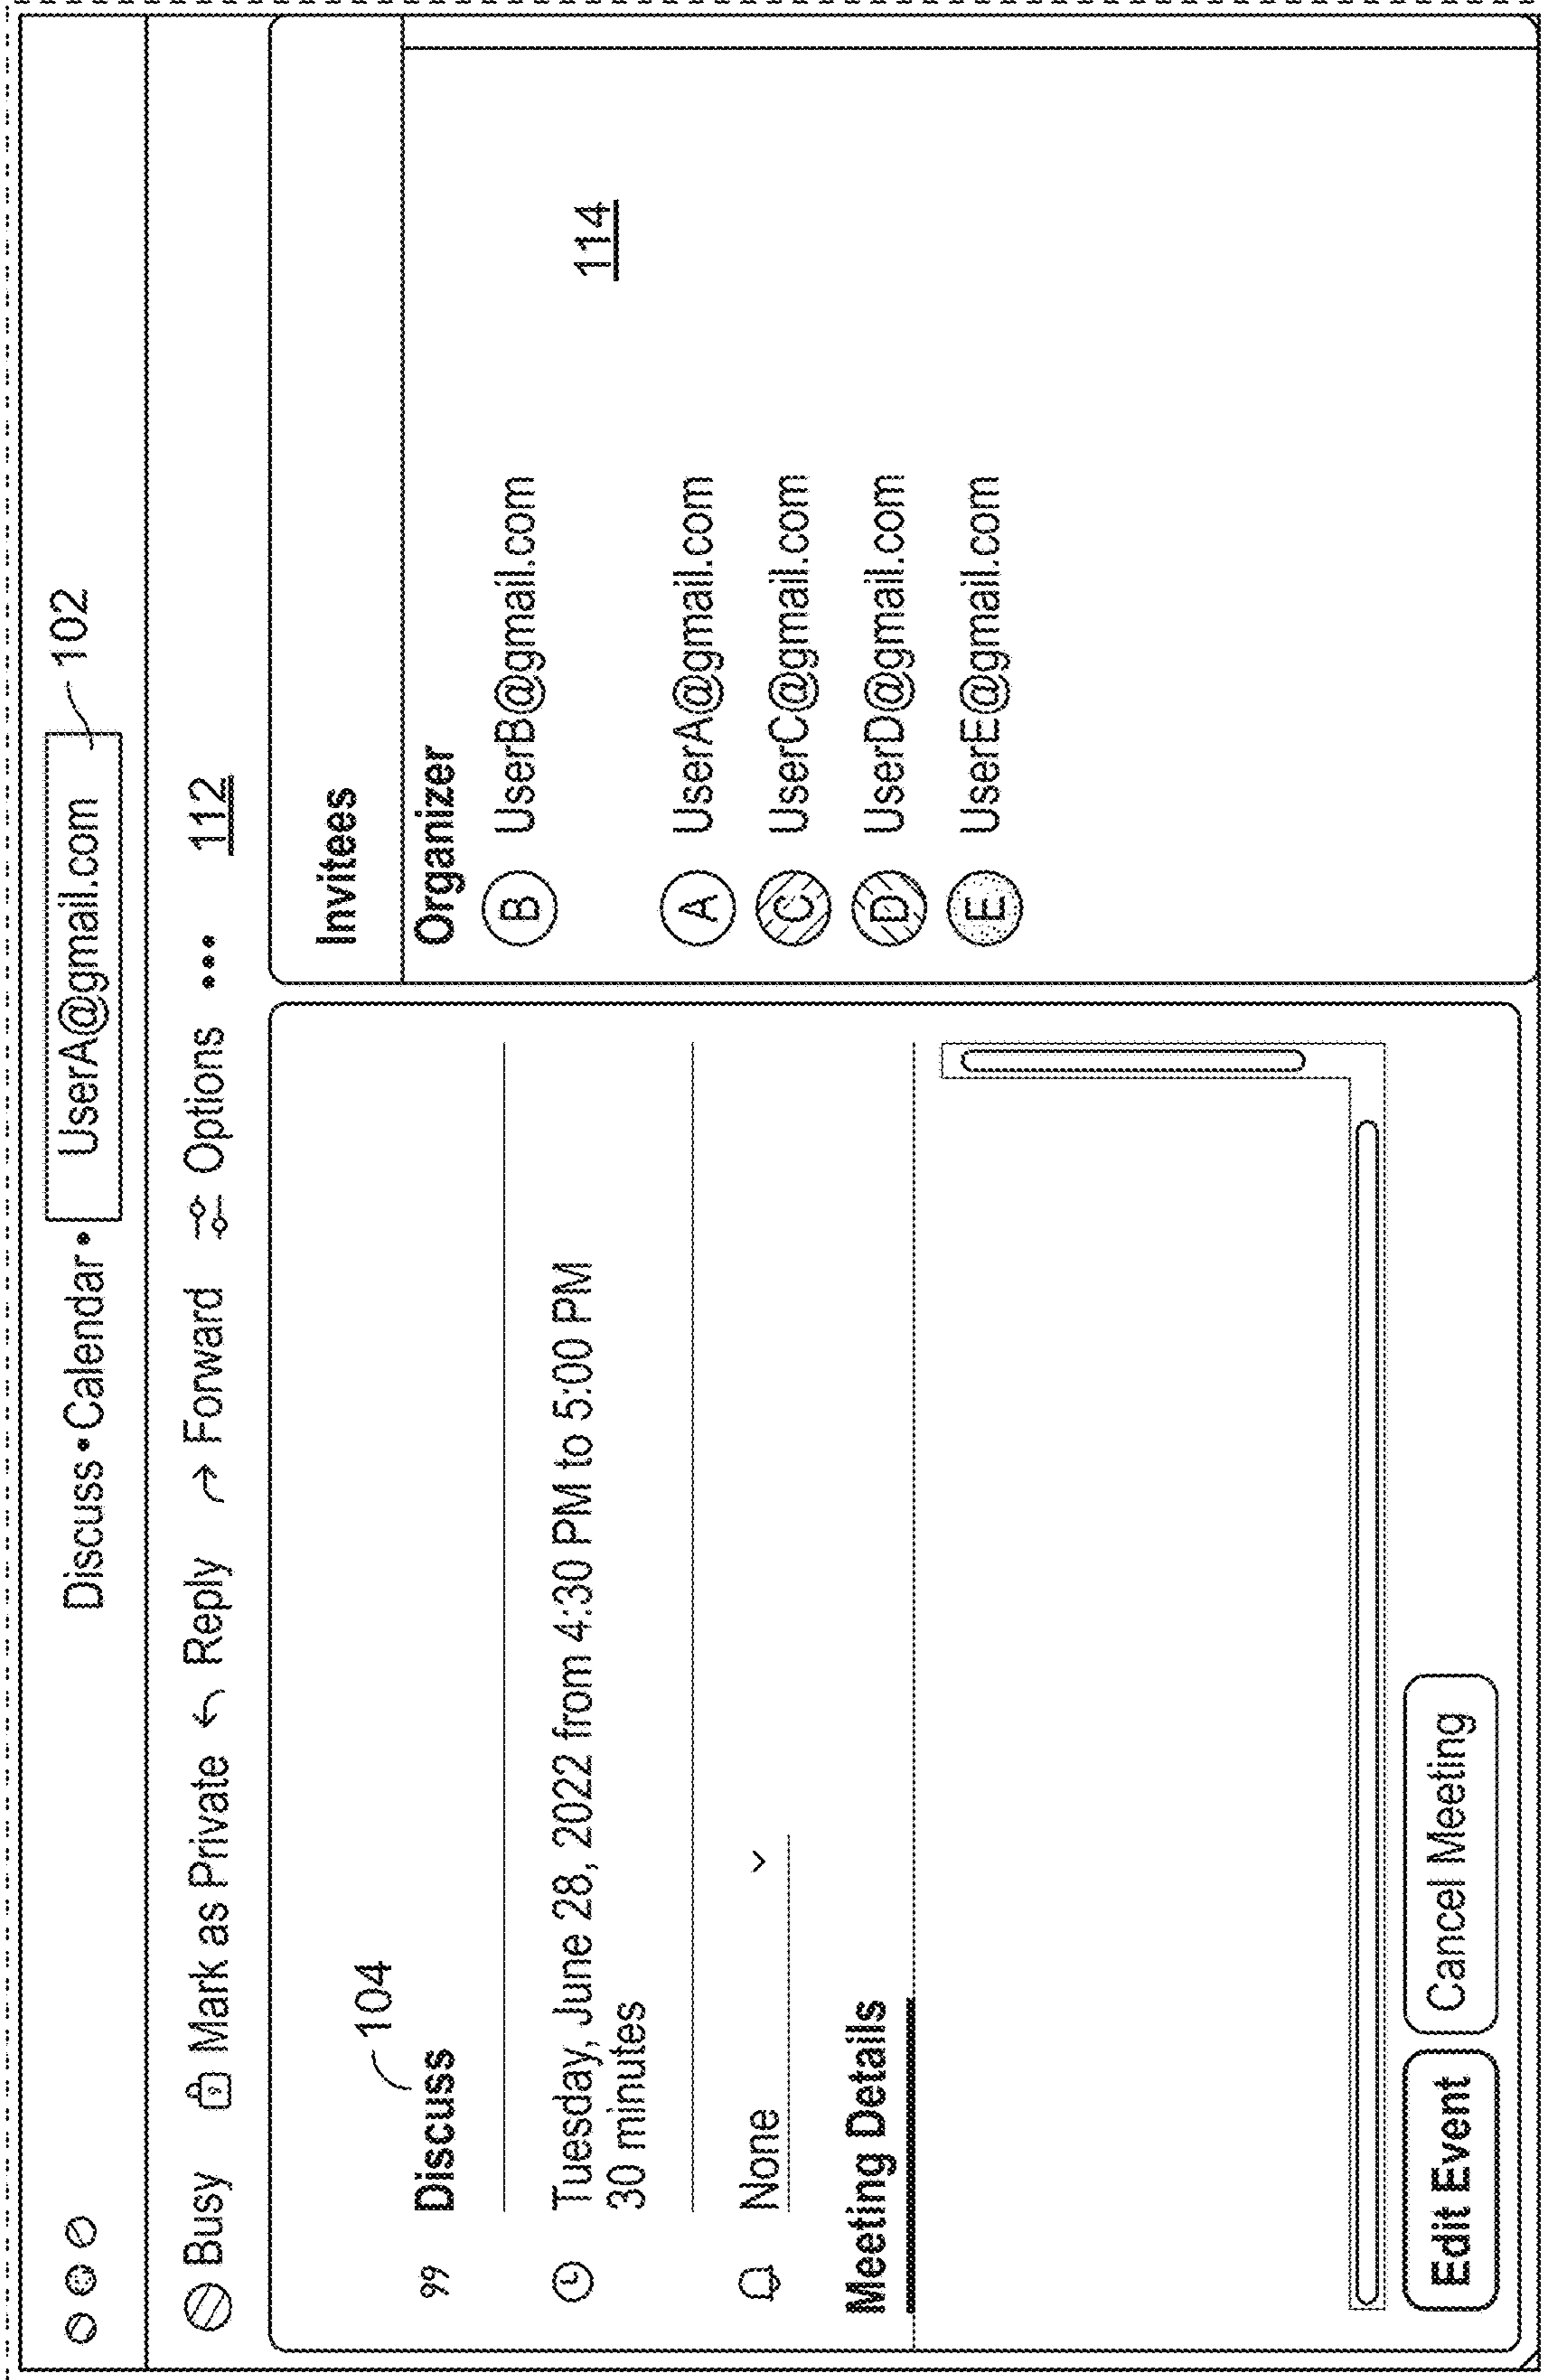 Discuss • Calendar • UserA@gmail.com 102
Busy Mark as Private Reply Forward Options ••• 112
104
99 Discuss
Tuesday, June 28, 2022 from 4:30 PM to 5:00 PM
30 minutes
None
Meeting Details
Edit Event Cancel Meeting
Invitees
Organizer
B UserB@gmail.com
114
A UserA@gmail.com
C UserC@gmail.com
D UserD@gmail.com
E UserE@gmail.com